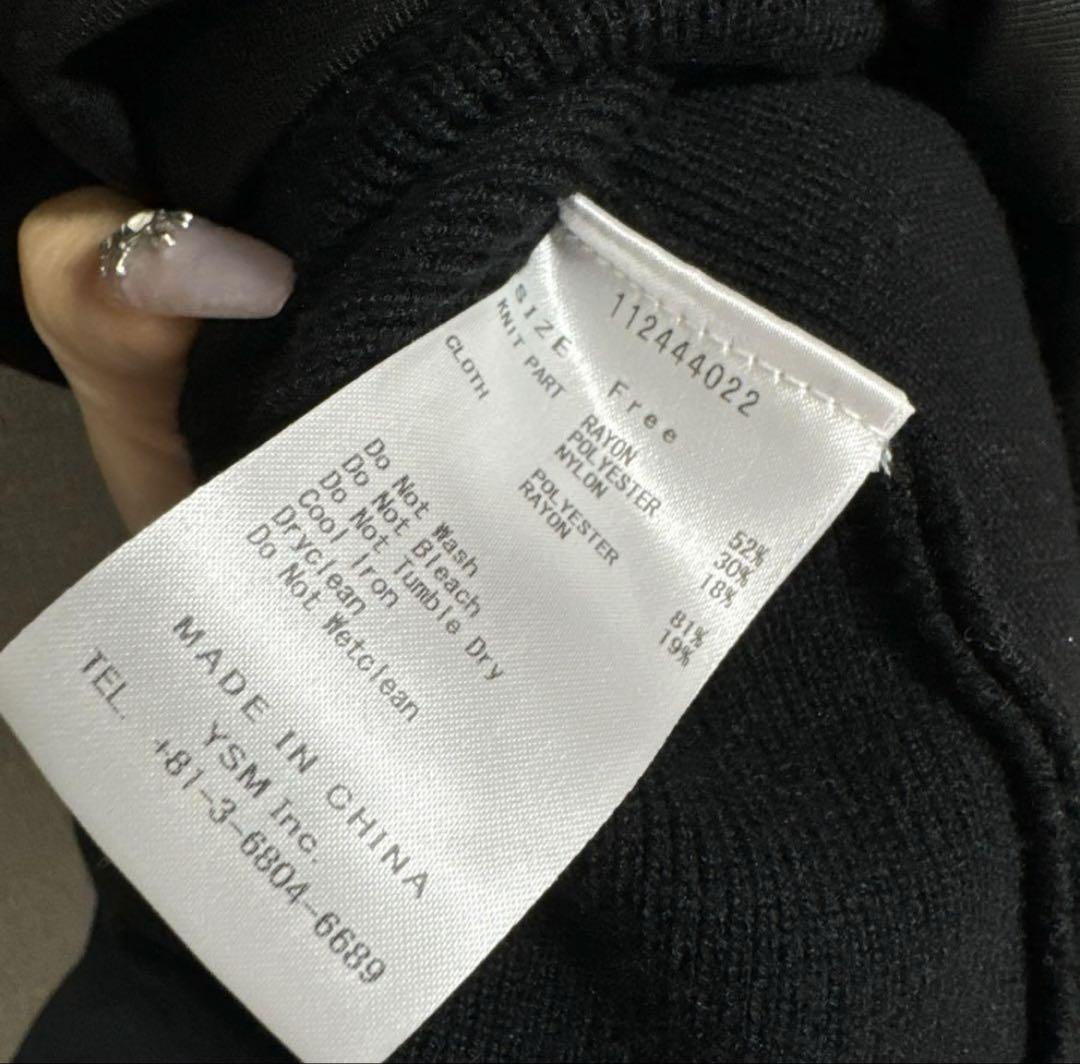 112444022
SIZE Free
KNIT PART RAYON 52%
POLYESTER 30%
NYLON 18%
CLOTH POLYESTER 81%
RAYON 19%
Do Not Wash
Do Not Bleach
Do Not Tumble Dry
Cool Iron
Dryclean
Do Not Wetclean
MADE IN CHINA
YSM Inc.
TEL. +81-3-6804-6689